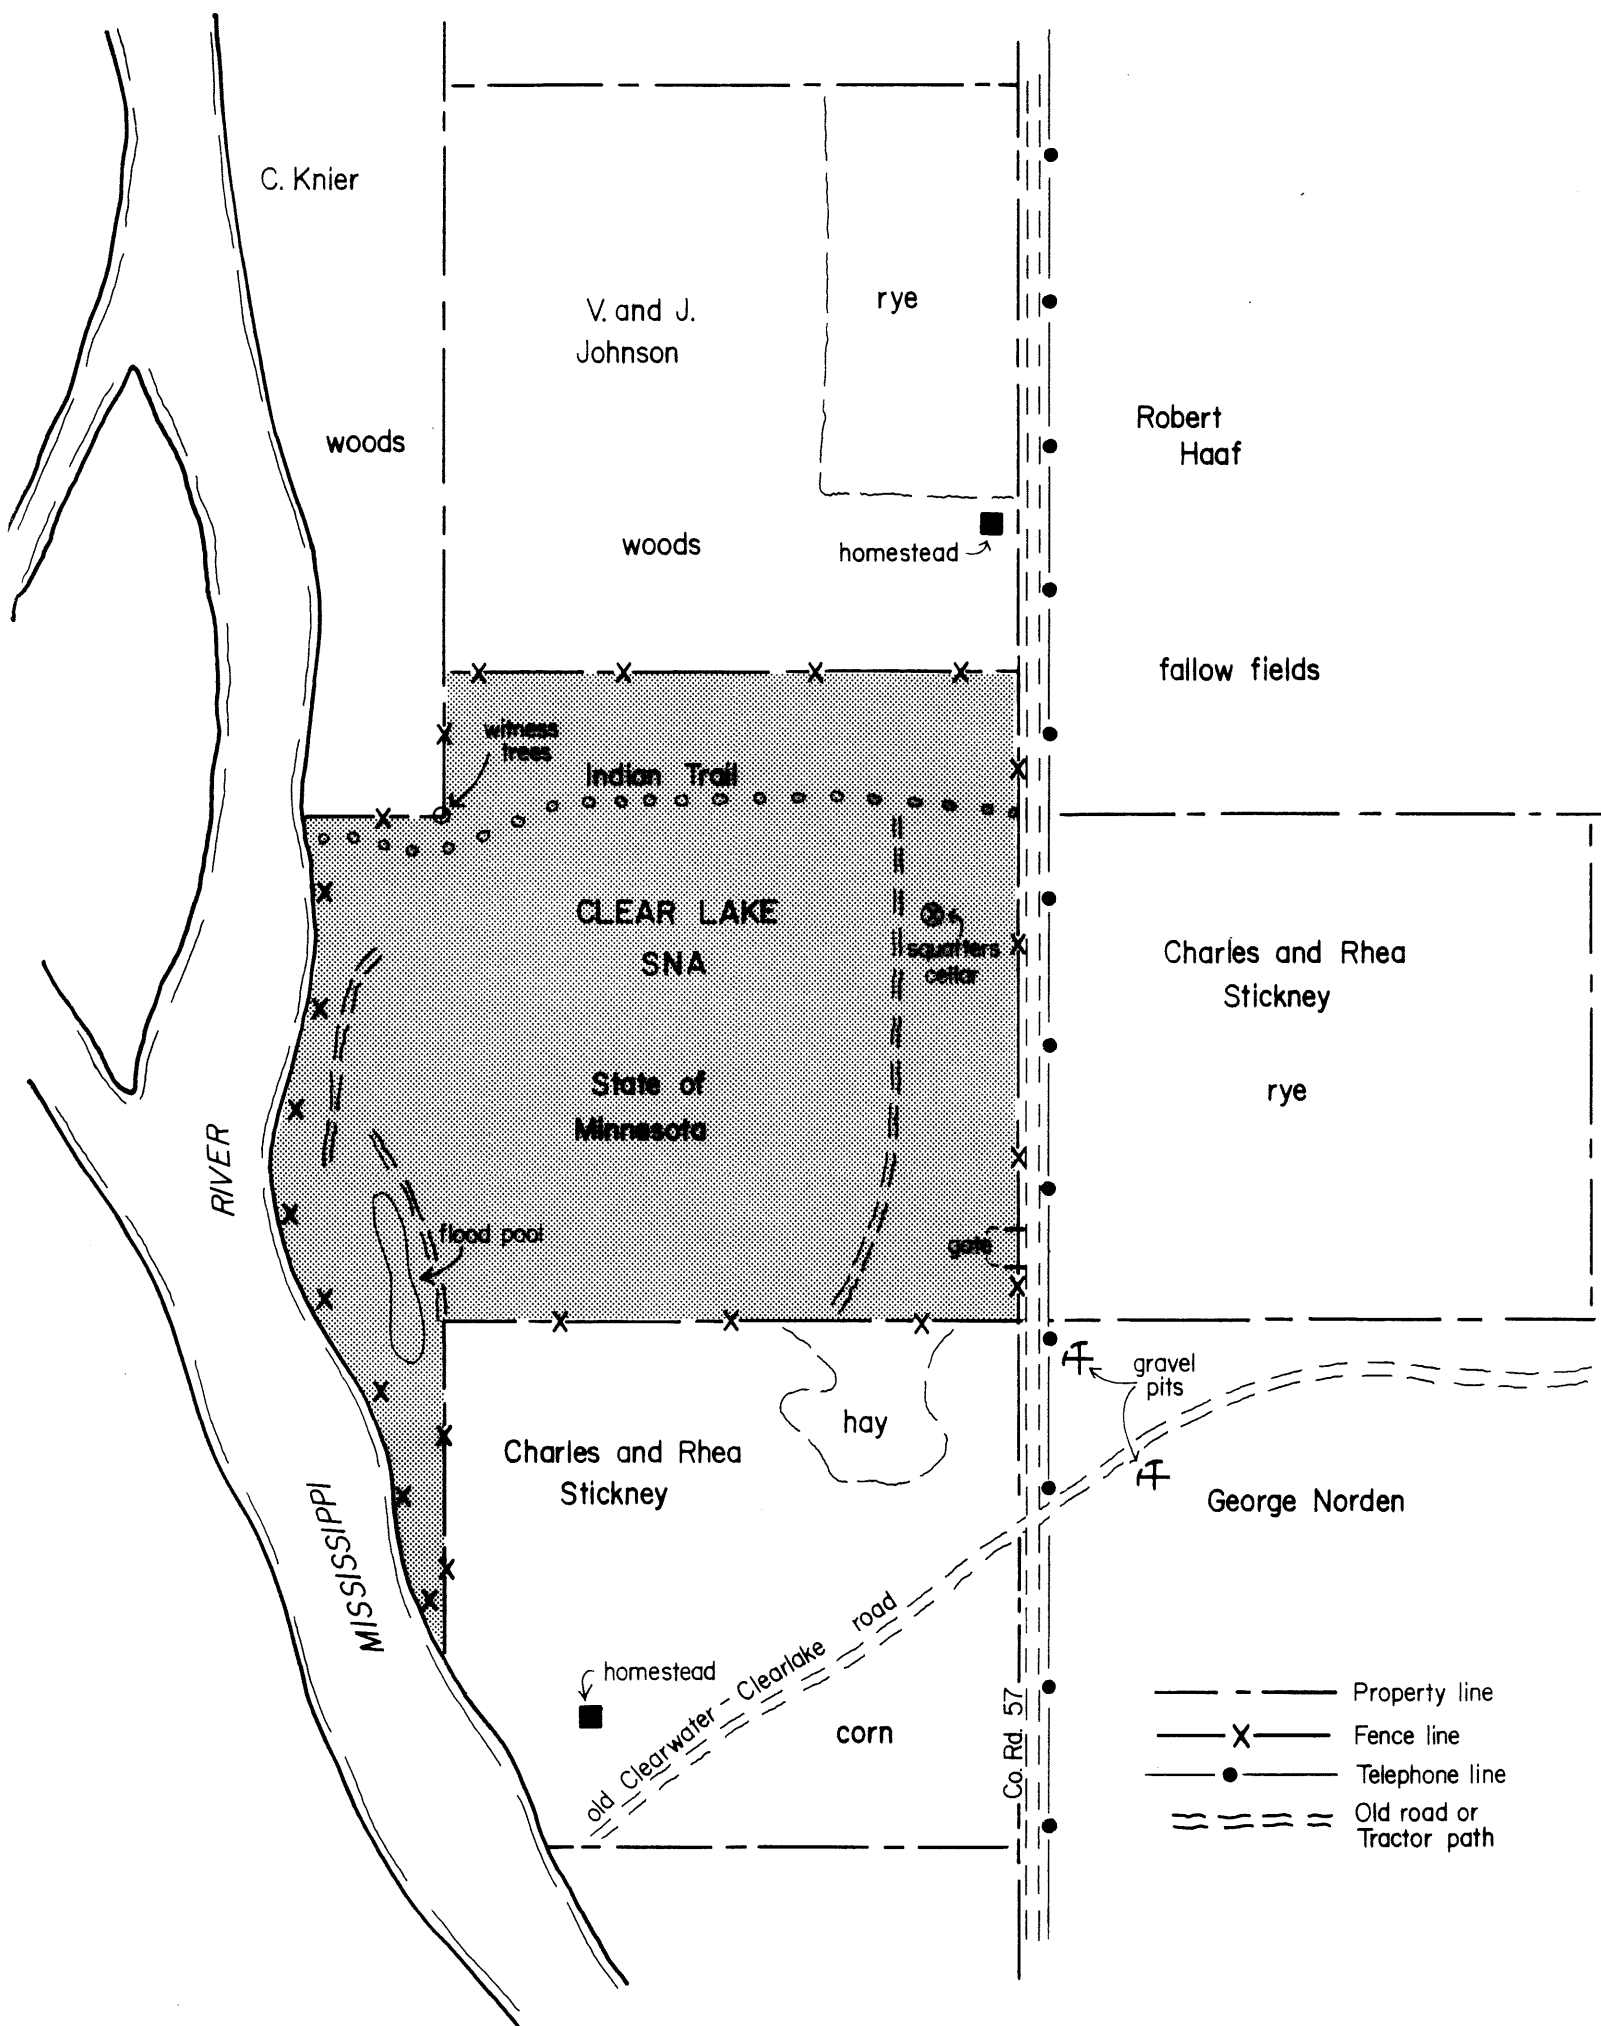 C. Knier
V. and J.
Johnson
rye
woods
Robert
Haaf
woods
homestead
fallow fields
witness
trees
Indian Trail
CLEAR LAKE
SNA
squatters
cellar
Charles and Rhea
Stickney
State of
Minnesota
rye
RIVER
flood pool
gate
gravel
pits
hay
Charles and Rhea
Stickney
George Norden
MISSISSIPPI
homestead
old Clearwater - Clearlake road
corn
Co. Rd. 57
Property line
Fence line
Telephone line
Old road or
Tractor path